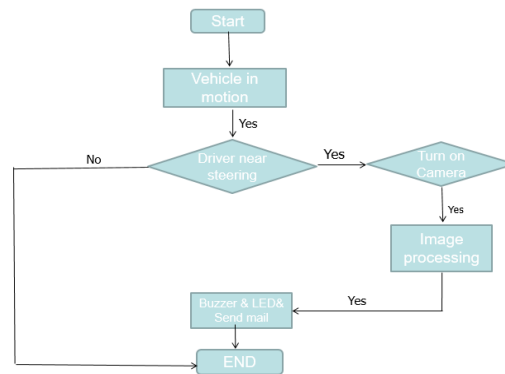 Start
Vehicle in
motion
Yes
Driver near
steering
No
Yes
Turn on
Camera
Yes
Image
processing
Yes
Buzzer & LED&
Send mail
END